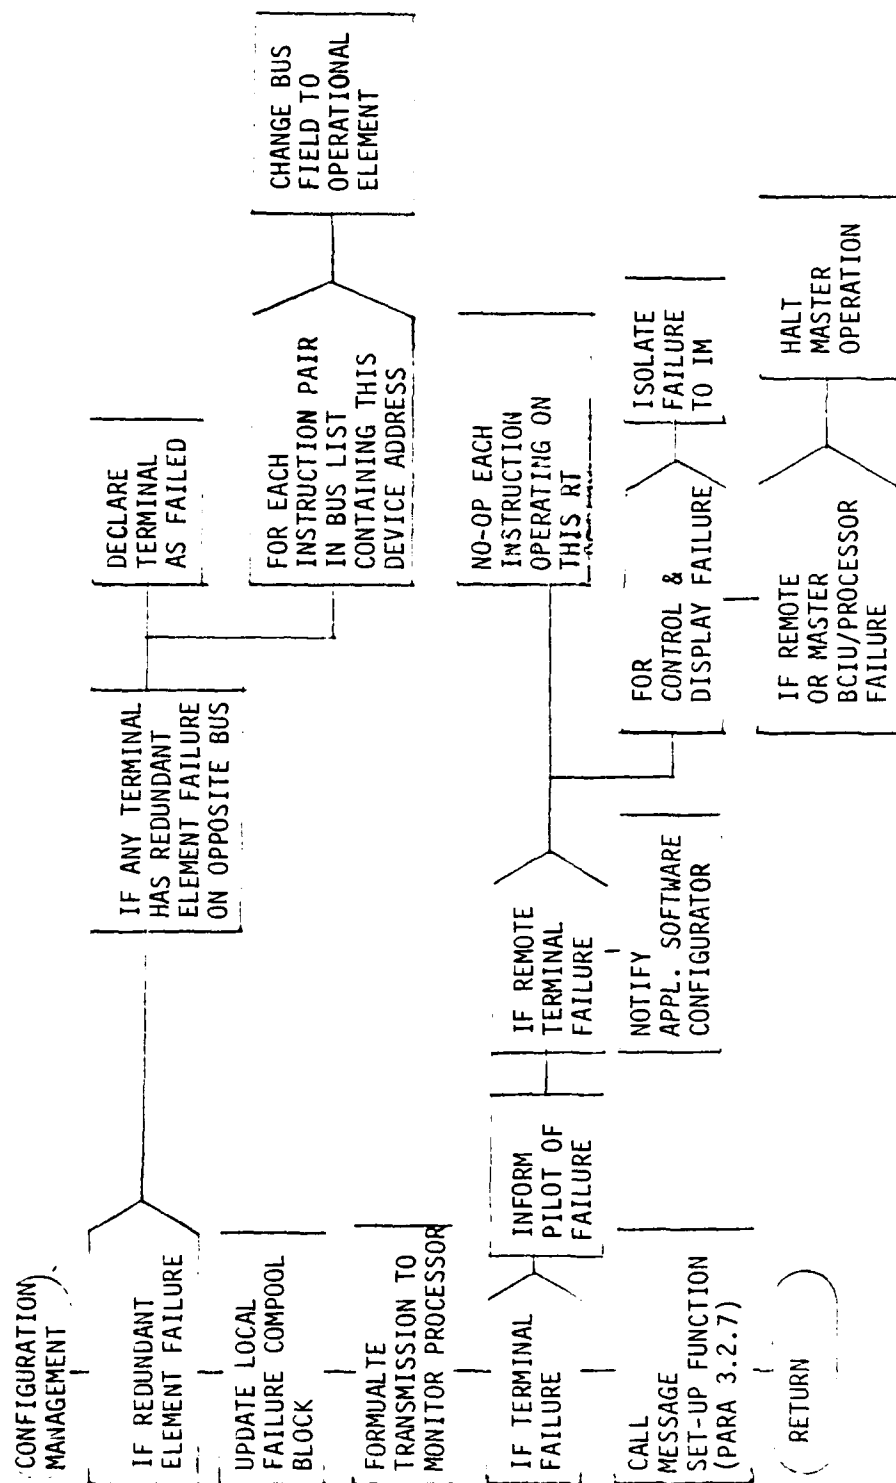 CONFIGURATION
MANAGEMENT
IF REDUNDANT
ELEMENT FAILURE
IF ANY TERMINAL
HAS REDUNDANT
ELEMENT FAILURE
ON OPPOSITE BUS
DECLARE
TERMINAL
AS FAILED
FOR EACH
INSTRUCTION PAIR
IN BUS LIST
CONTAINING THIS
DEVICE ADDRESS
CHANGE BUS
FIELD TO
OPERATIONAL
ELEMENT
UPDATE LOCAL
FAILURE COMPOOL
BLOCK
FORMUALTE
TRANSMISSION TO
MONITOR PROCESSOR
IF TERMINAL
FAILURE
INFORM
PILOT OF
FAILURE
IF REMOTE
TERMINAL
FAILURE
NO-OP EACH
INSTRUCTION
OPERATING ON
THIS RT
FOR
CONTROL &
DISPLAY FAILURE
ISOLATE
FAILURE
TO IM
IF REMOTE
OR MASTER
BCIU/PROCESSOR
FAILURE
HALT
MASTER
OPERATION
NOTIFY
APPL. SOFTWARE
CONFIGURATOR
CALL
MESSAGE
SET-UP FUNCTION
(PARA 3.2.7)
RETURN